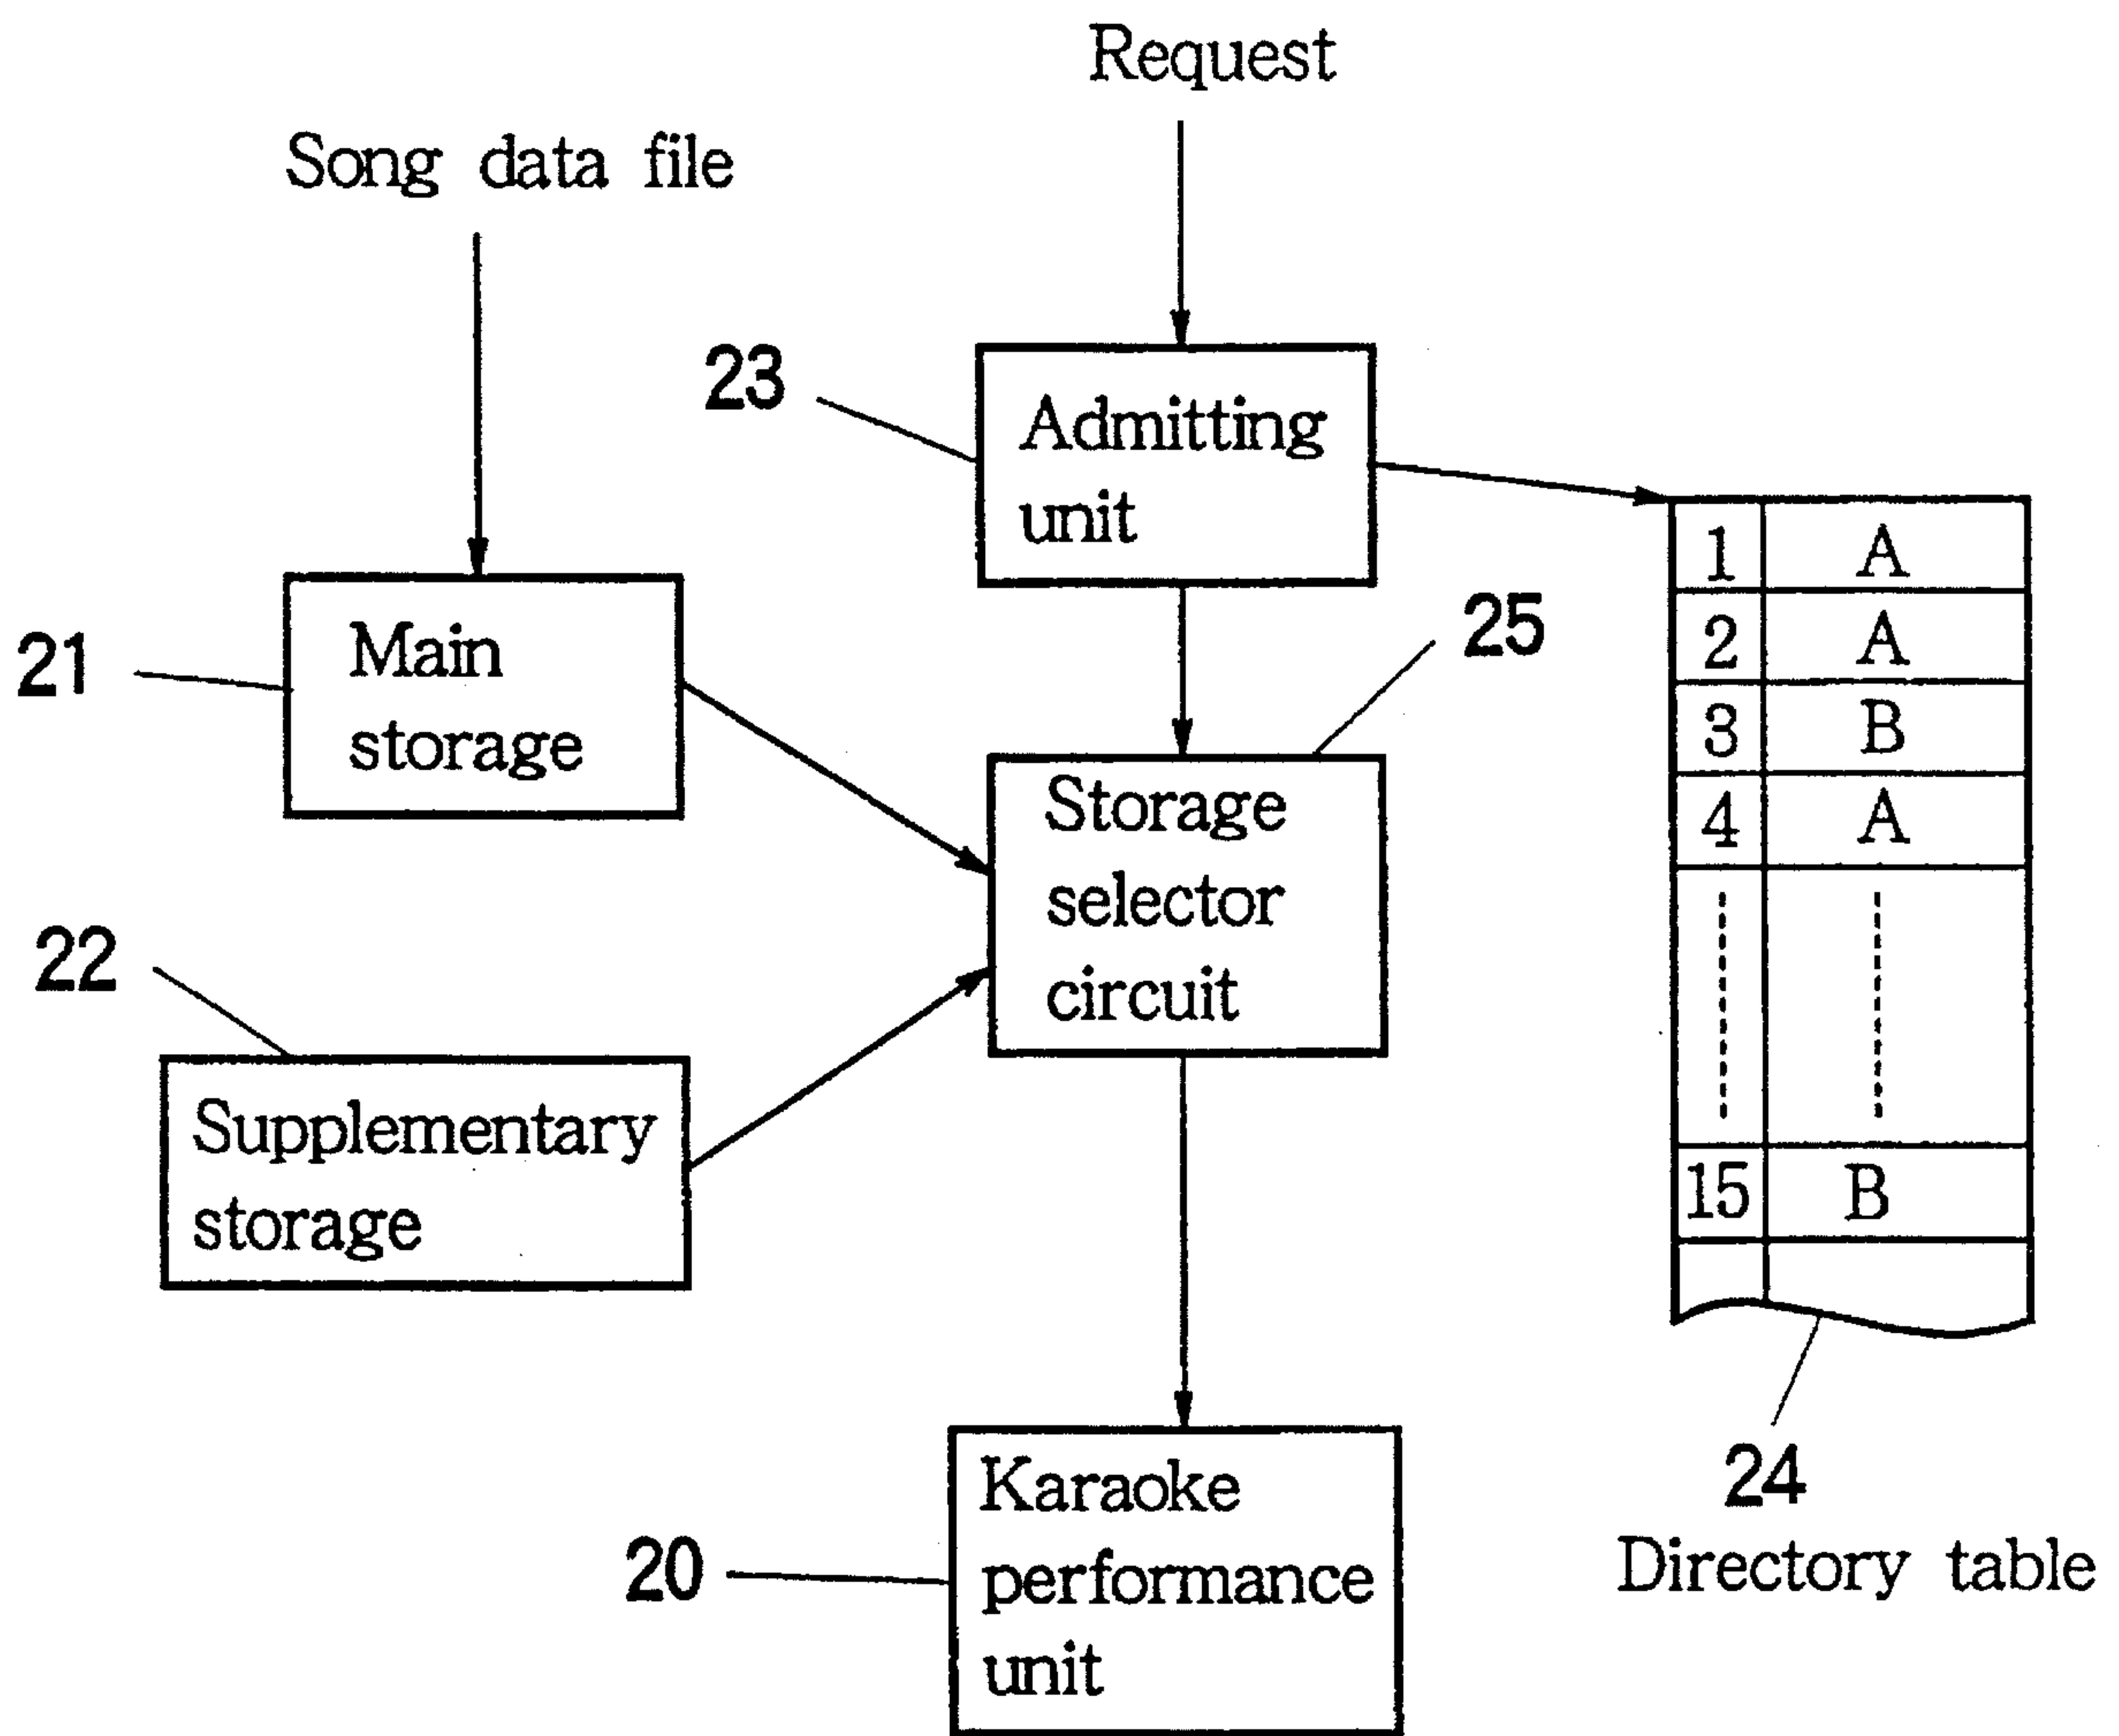 Request
Song data file
23
Admitting
unit
1 A
2 A
3 B
4 A
15 B
25
21
Main
storage
Storage
selector
circuit
22
Supplementary
storage
24
Directory table
20
Karaoke
performance
unit